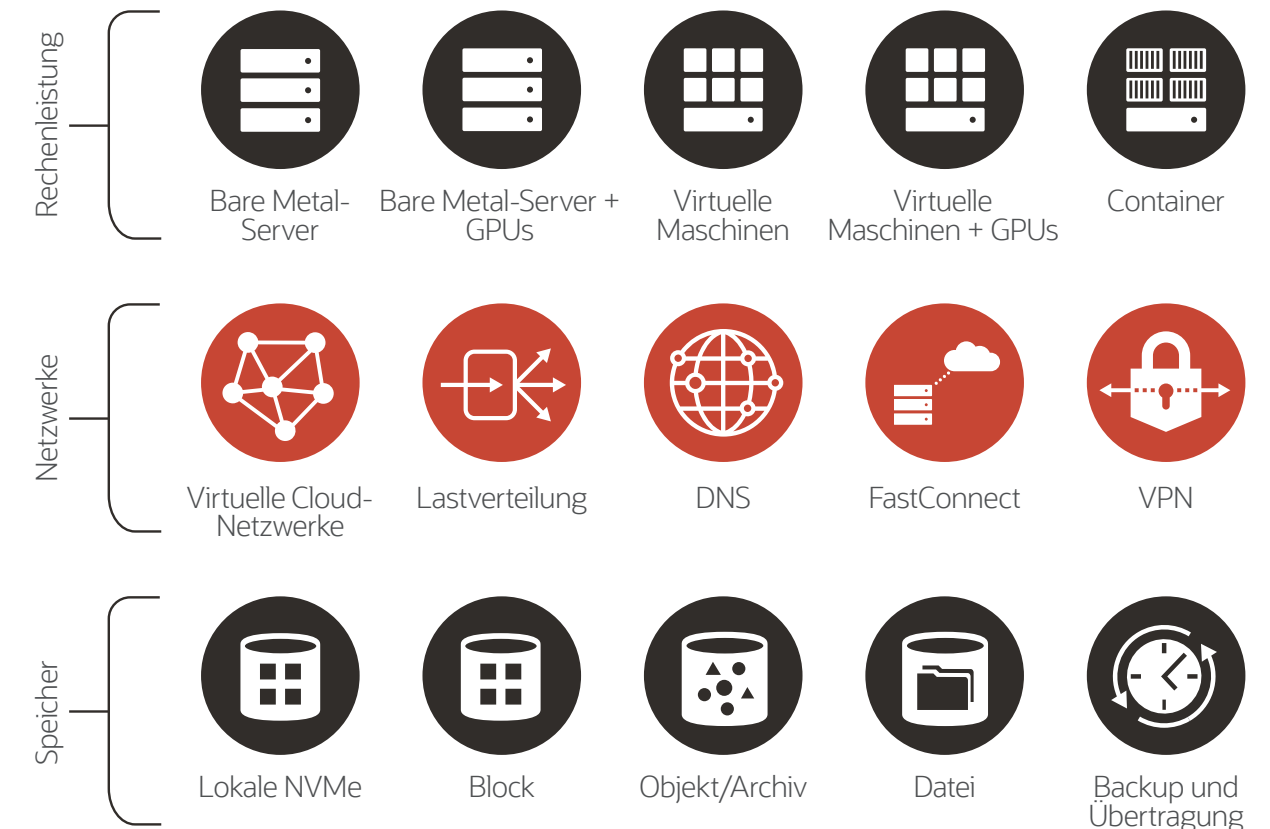 Rechenleistung
Bare Metal-
Server
Bare Metal-Server +
GPUs
Virtuelle
Maschinen
Virtuelle
Maschinen + GPUs
Container
Netzwerke
Virtuelle Cloud-
Netzwerke
Lastverteilung
DNS
FastConnect
VPN
Speicher
Lokale NVMe
Block
Objekt/Archiv
Datei
Backup und
Übertragung